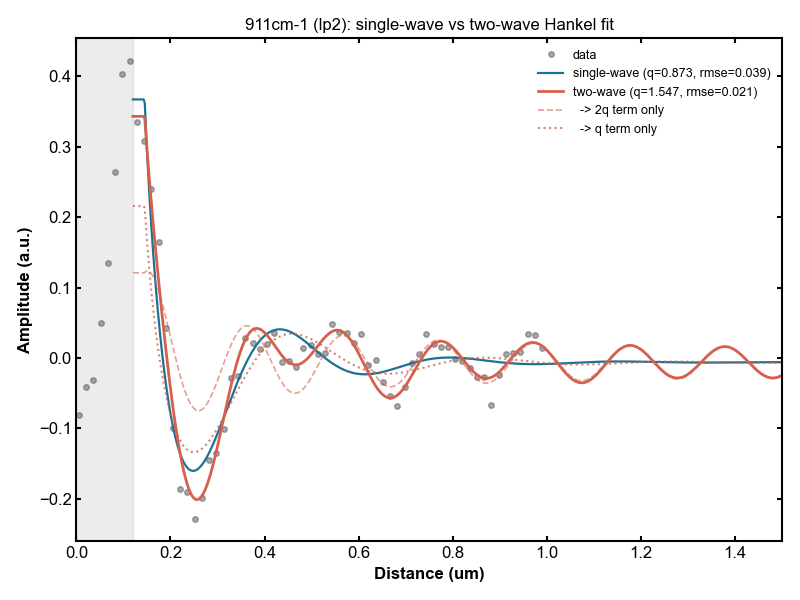 911cm-1 (lp2): single-wave vs two-wave Hankel fit
data
single-wave (q=0.873, rmse=0.039)
two-wave (q=1.547, rmse=0.021)
-> 2q term only
-> q term only
Amplitude (a.u.)
0.4
0.3
0.2
0.1
0.0
−0.1
−0.2
0.0 0.2 0.4 0.6 0.8 1.0 1.2 1.4
Distance (um)